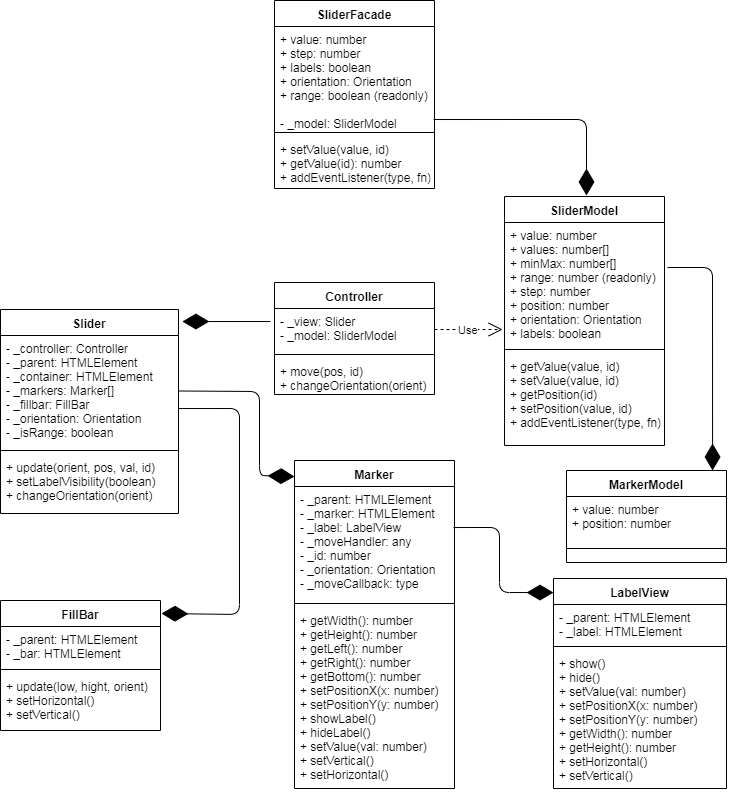 SliderFacade
+ value: number
+ step: number
+ labels: boolean
+ orientation: Orientation
+ range: boolean (readonly)
- _model: SliderModel
+ setValue(value, id)
+ getValue(id): number
+ addEventListener(type, fn)
SliderModel
+ value: number
+ values: number[]
+ minMax: number[]
+ range: number (readonly)
+ step: number
+ position: number
+ orientation: Orientation
+ labels: boolean
+ getValue(value, id)
+ setValue(value, id)
+ getPosition(id)
+ setPosition(value, id)
+ addEventListener(type, fn)
Controller
- _view: Slider
- _model: SliderModel
+ move(pos, id)
+ changeOrientation(orient)
Use
Slider
- _controller: Controller
- _parent: HTMLElement
- _container: HTMLElement
- _markers: Marker[]
- _fillbar: FillBar
- _orientation: Orientation
- _isRange: boolean
+ update(orient, pos, val, id)
+ setLabelVisibility(boolean)
+ changeOrientation(orient)
Marker
- _parent: HTMLElement
- _marker: HTMLElement
- _label: LabelView
- _moveHandler: any
- _id: number
- _orientation: Orientation
- _moveCallback: type
+ getWidth(): number
+ getHeight(): number
+ getLeft(): number
+ getRight(): number
+ getBottom(): number
+ setPositionX(x: number)
+ setPositionY(y: number)
+ showLabel()
+ hideLabel()
+ setValue(val: number)
+ setVertical()
+ setHorizontal()
MarkerModel
+ value: number
+ position: number
FillBar
- _parent: HTMLElement
- _bar: HTMLElement
+ update(low, hight, orient)
+ setHorizontal()
+ setVertical()
LabelView
- _parent: HTMLElement
- _label: HTMLElement
+ show()
+ hide()
+ setValue(val: number)
+ setPositionX(x: number)
+ setPositionY(y: number)
+ getWidth(): number
+ getHeight(): number
+ setHorizontal()
+ setVertical()